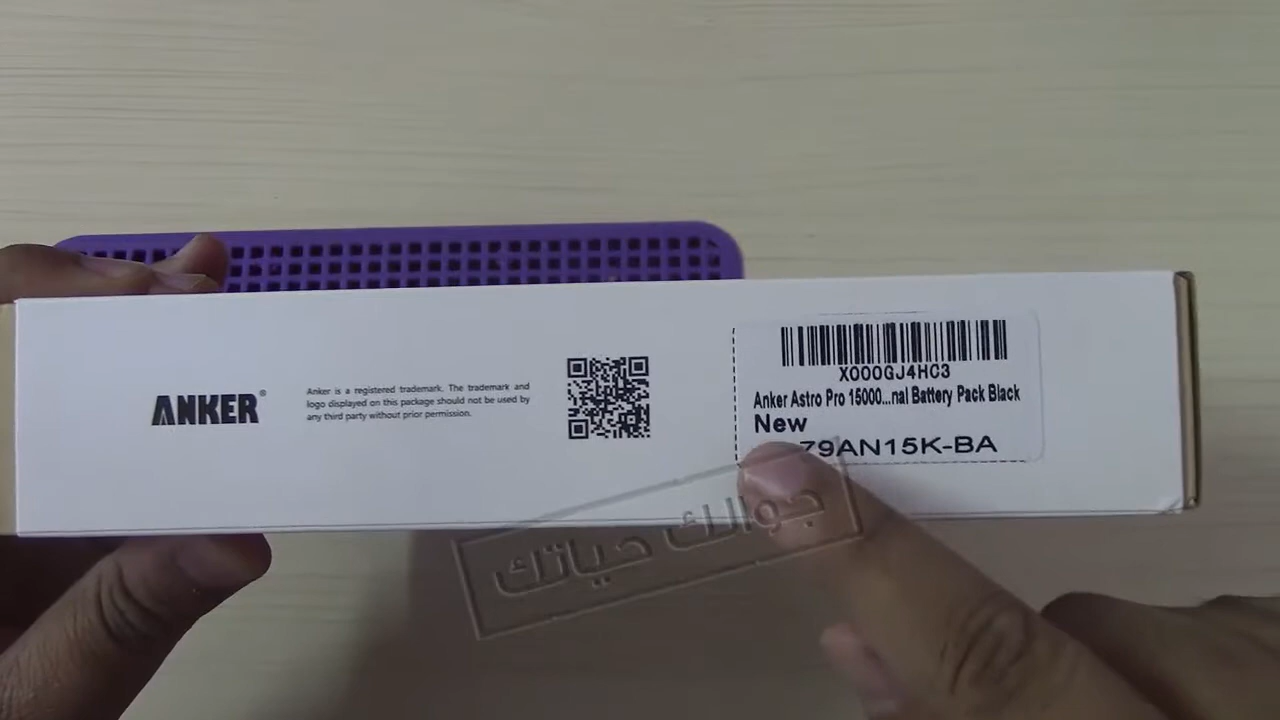 ANKER®
Anker is a registered trademark. The trademark and
logo displayed on this package should not be used by
any third party without prior permission.
X000GJ4HC3
Anker Astro Pro 15000...nal Battery Pack Black
New
79AN15K-BA
جوالك حياتك